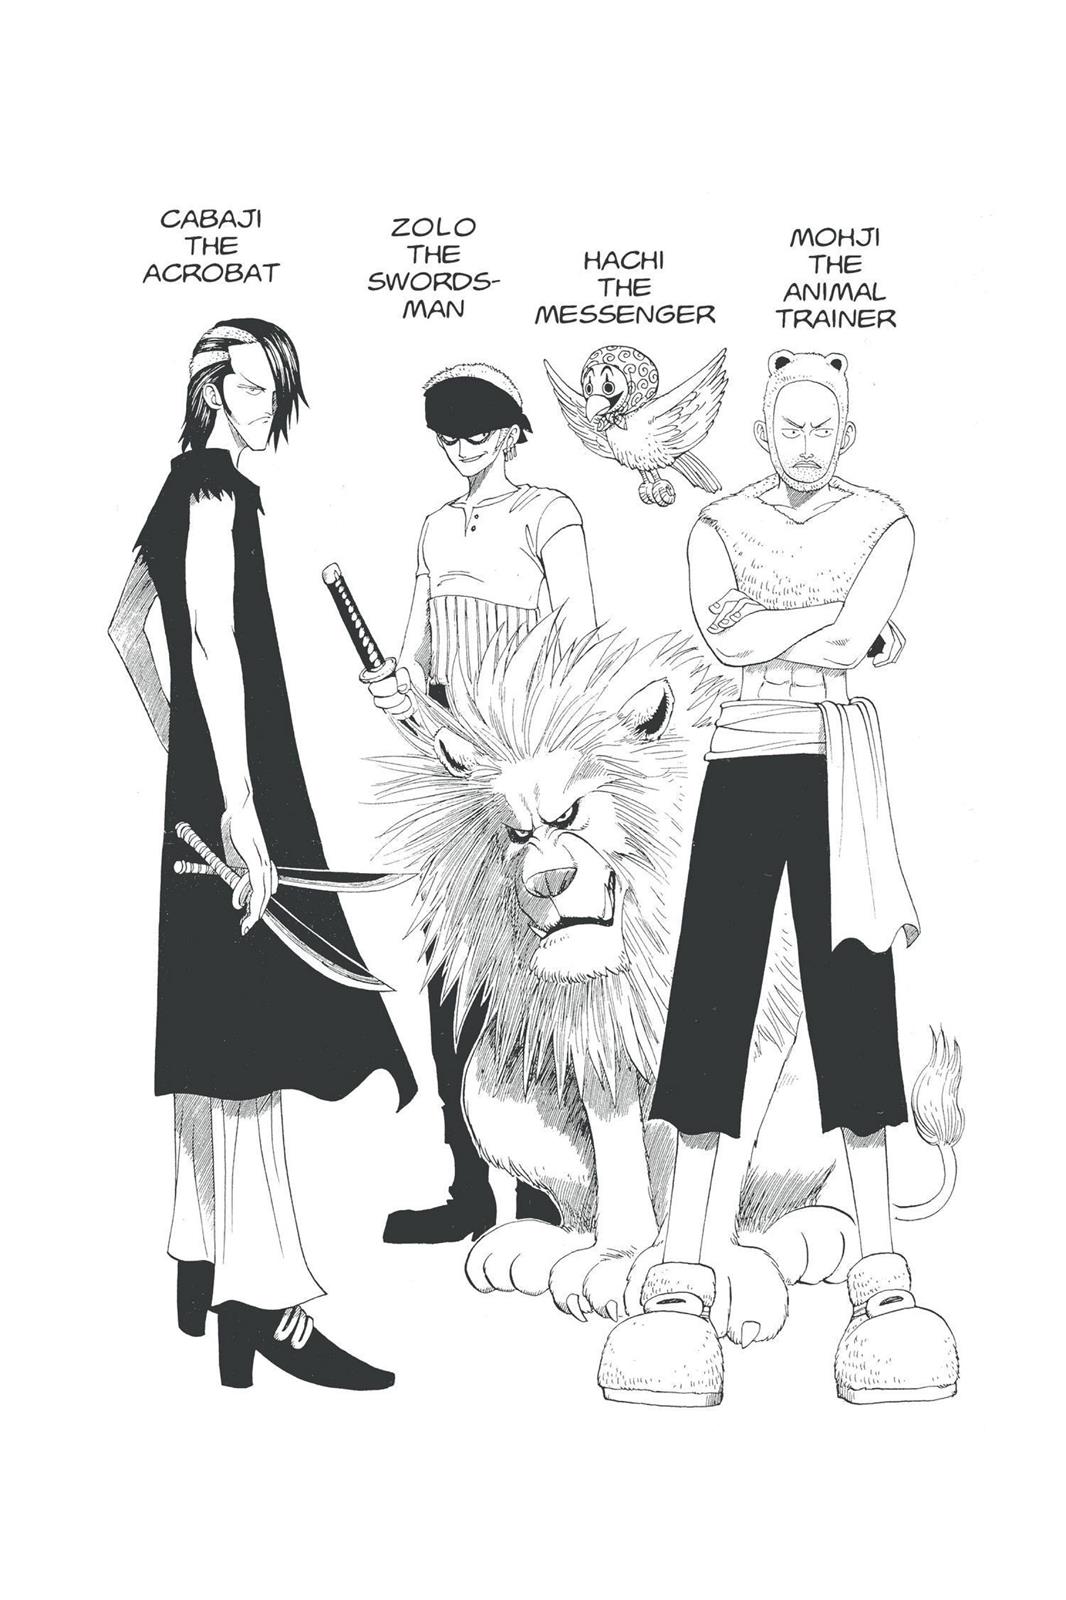 CABAJI
THE
ACROBAT
ZOLO
THE
SWORDS-
MAN
HACHI
THE
MESSENGER
MOHJI
THE
ANIMAL
TRAINER